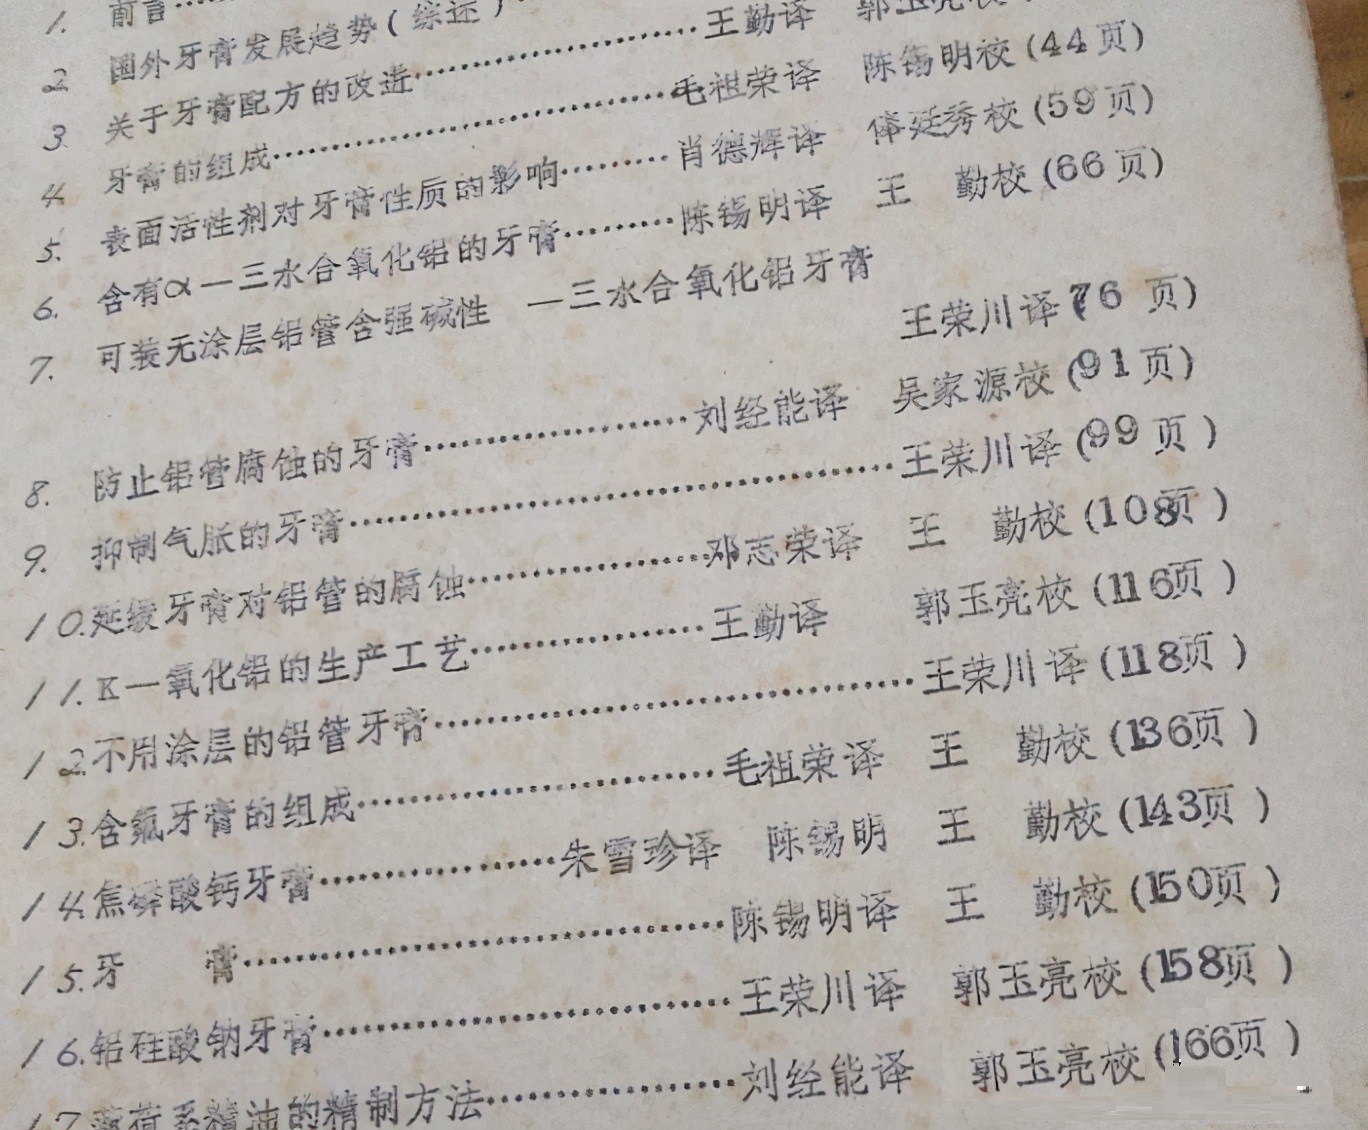 1. 前言……
2. 国外牙膏发展趋势(综述)
3. 关于牙膏配方的改进……王勤译 郭玉亮校
4. 牙膏的组成……毛祖荣译 陈锡明校(44页)
5. 表面活性剂对牙膏性质的影响……肖德辉译 廷秀校(59页)
6. 含有α—三水合氧化铝的牙膏……陈锡明译 王 勤校(66页)
7. 可装无涂层铝管含强碱性 —三水合氧化铝牙膏
王荣川译76 页)
8. 防止铝管腐蚀的牙膏……刘经能译 吴家源校(91页)
9. 抑制气胀的牙膏……王荣川译(99页)
10.延缓牙膏对铝管的腐蚀……邓志荣译 王 勤校(108页)
11.K—氧化铝的生产工艺……王勤译 郭玉亮校(116页)
12.不用涂层的铝管牙膏……王荣川译(118页)
13.含氟牙膏的组成……毛祖荣译 王 勤校(136页)
14.焦磷酸钙牙膏……朱雪珍译 陈锡明 王 勤校(143页)
15.牙 膏……陈锡明译 王 勤校(150页)
16.铝硅酸钠牙膏……王荣川译 郭玉亮校(158页)
17.薄荷系精油的精制方法……刘经能译 郭玉亮校(166页)